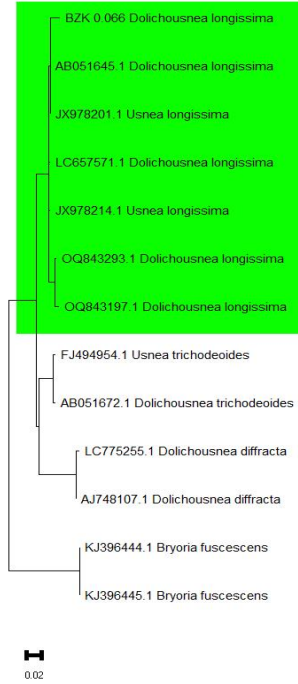 BZK 0.066 Dolichousnea longissima
AB051645.1 Dolichousnea longissima
JX978201.1 Usnea longissima
LC657571.1 Dolichousnea longissima
JX978214.1 Usnea longissima
OQ843293.1 Dolichousnea longissima
OQ843197.1 Dolichousnea longissima
FJ494954.1 Usnea trichodeoides
AB051672.1 Dolichousnea trichodeoides
LC775255.1 Dolichousnea diffracta
AJ748107.1 Dolichousnea diffracta
KJ396444.1 Bryoria fuscescens
KJ396445.1 Bryoria fuscescens
0.02